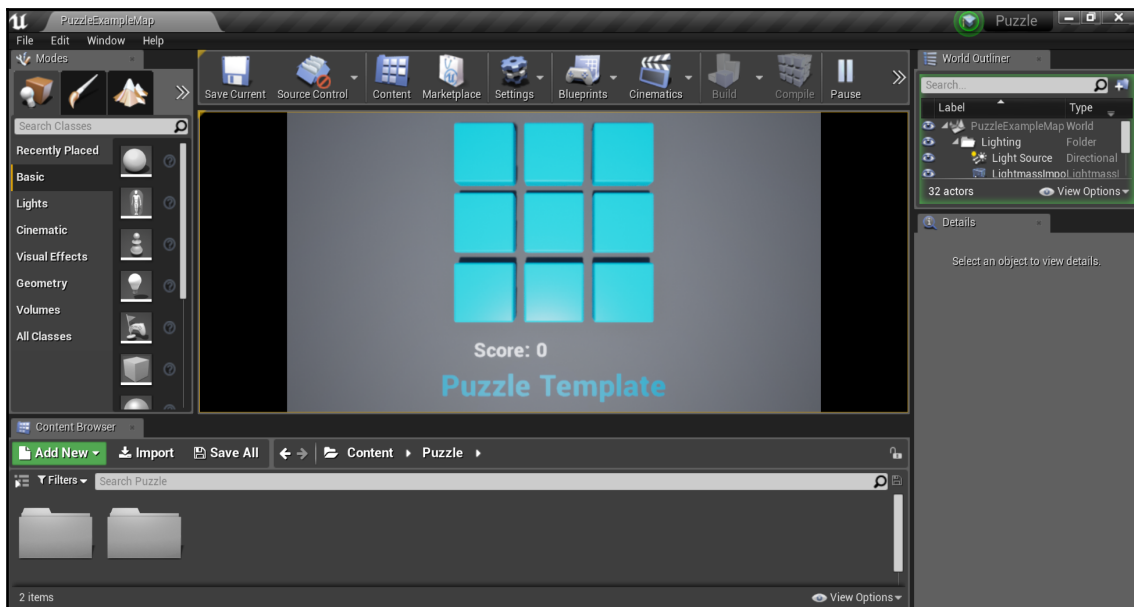 PuzzleExampleMap
Puzzle
File Edit Window Help
Modes
Search Classes
Recently Placed
Basic
Lights
Cinematic
Visual Effects
Geometry
Volumes
All Classes
Save Current Source Control Content Marketplace Settings Blueprints Cinematics Build Compile Pause
Score: 0
Puzzle Template
World Outliner
Search...
Label Type
PuzzleExampleMap World
Lighting Folder
Light Source Directional
LightmassImpo LightmassI
32 actors View Options
Details
Select an object to view details.
Content Browser
Add New Import Save All Content Puzzle
Filters Search Puzzle
2 items View Options